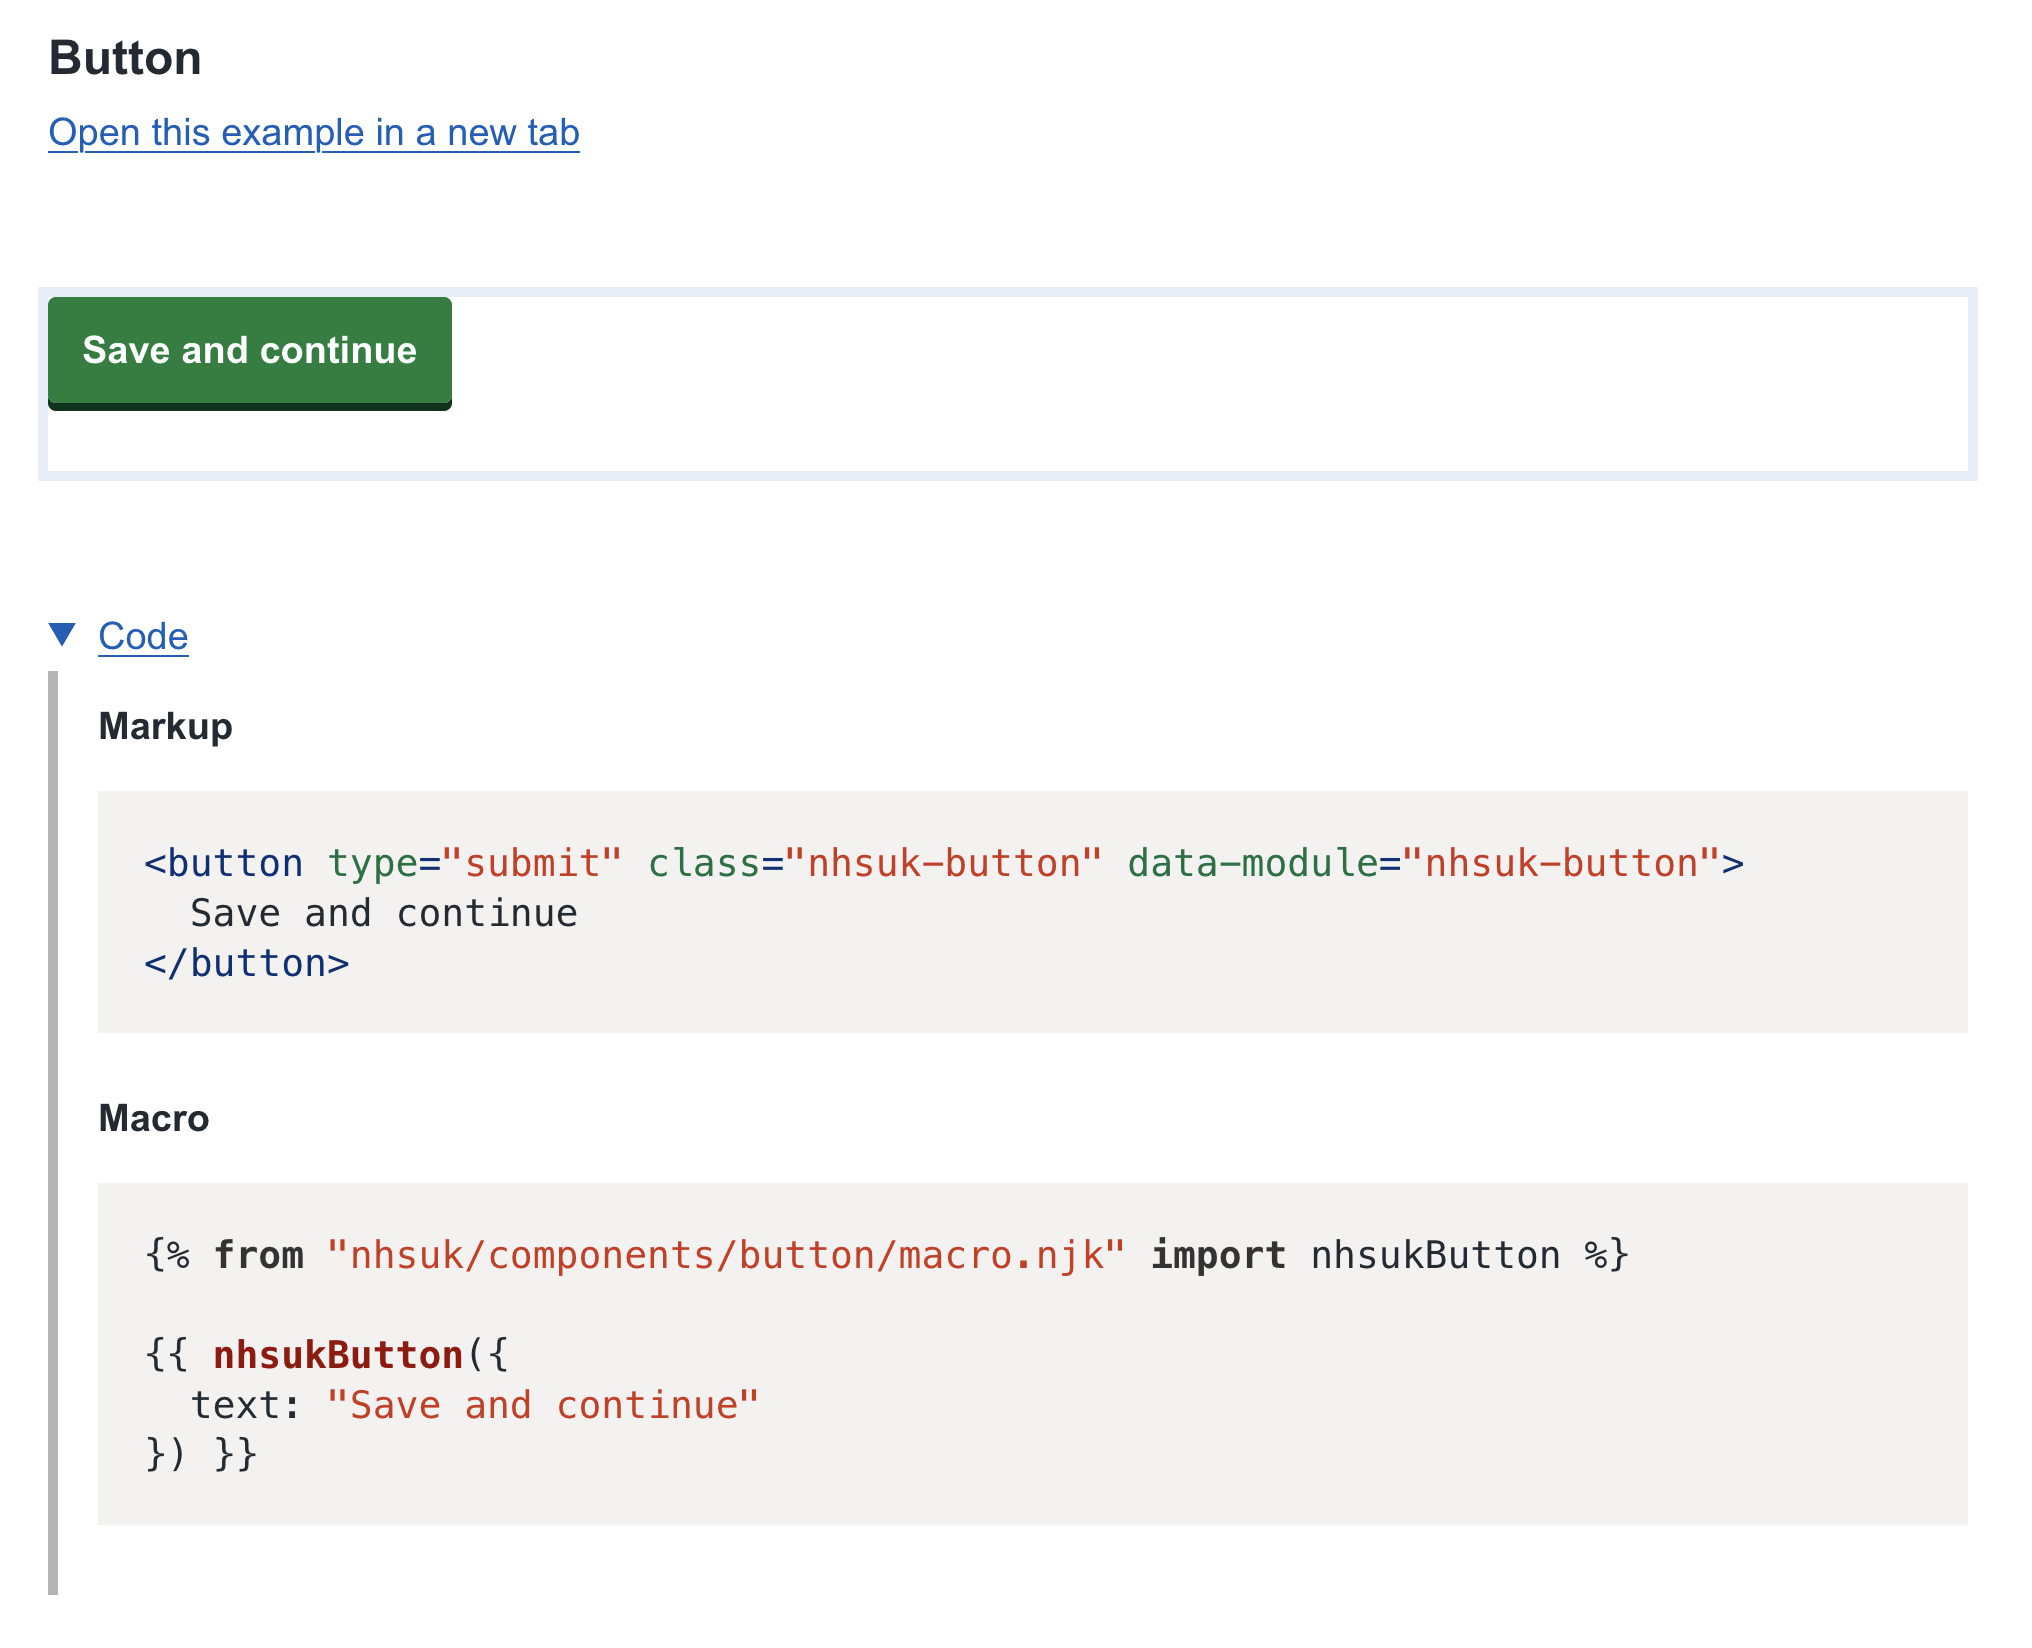 Button
Open this example in a new tab
Save and continue
Code
Markup
<button type="submit" class="nhsuk-button" data-module="nhsuk-button">
  Save and continue
</button>
Macro
{% from "nhsuk/components/button/macro.njk" import nhsukButton %}
{{ nhsukButton({
  text: "Save and continue"
}) }}